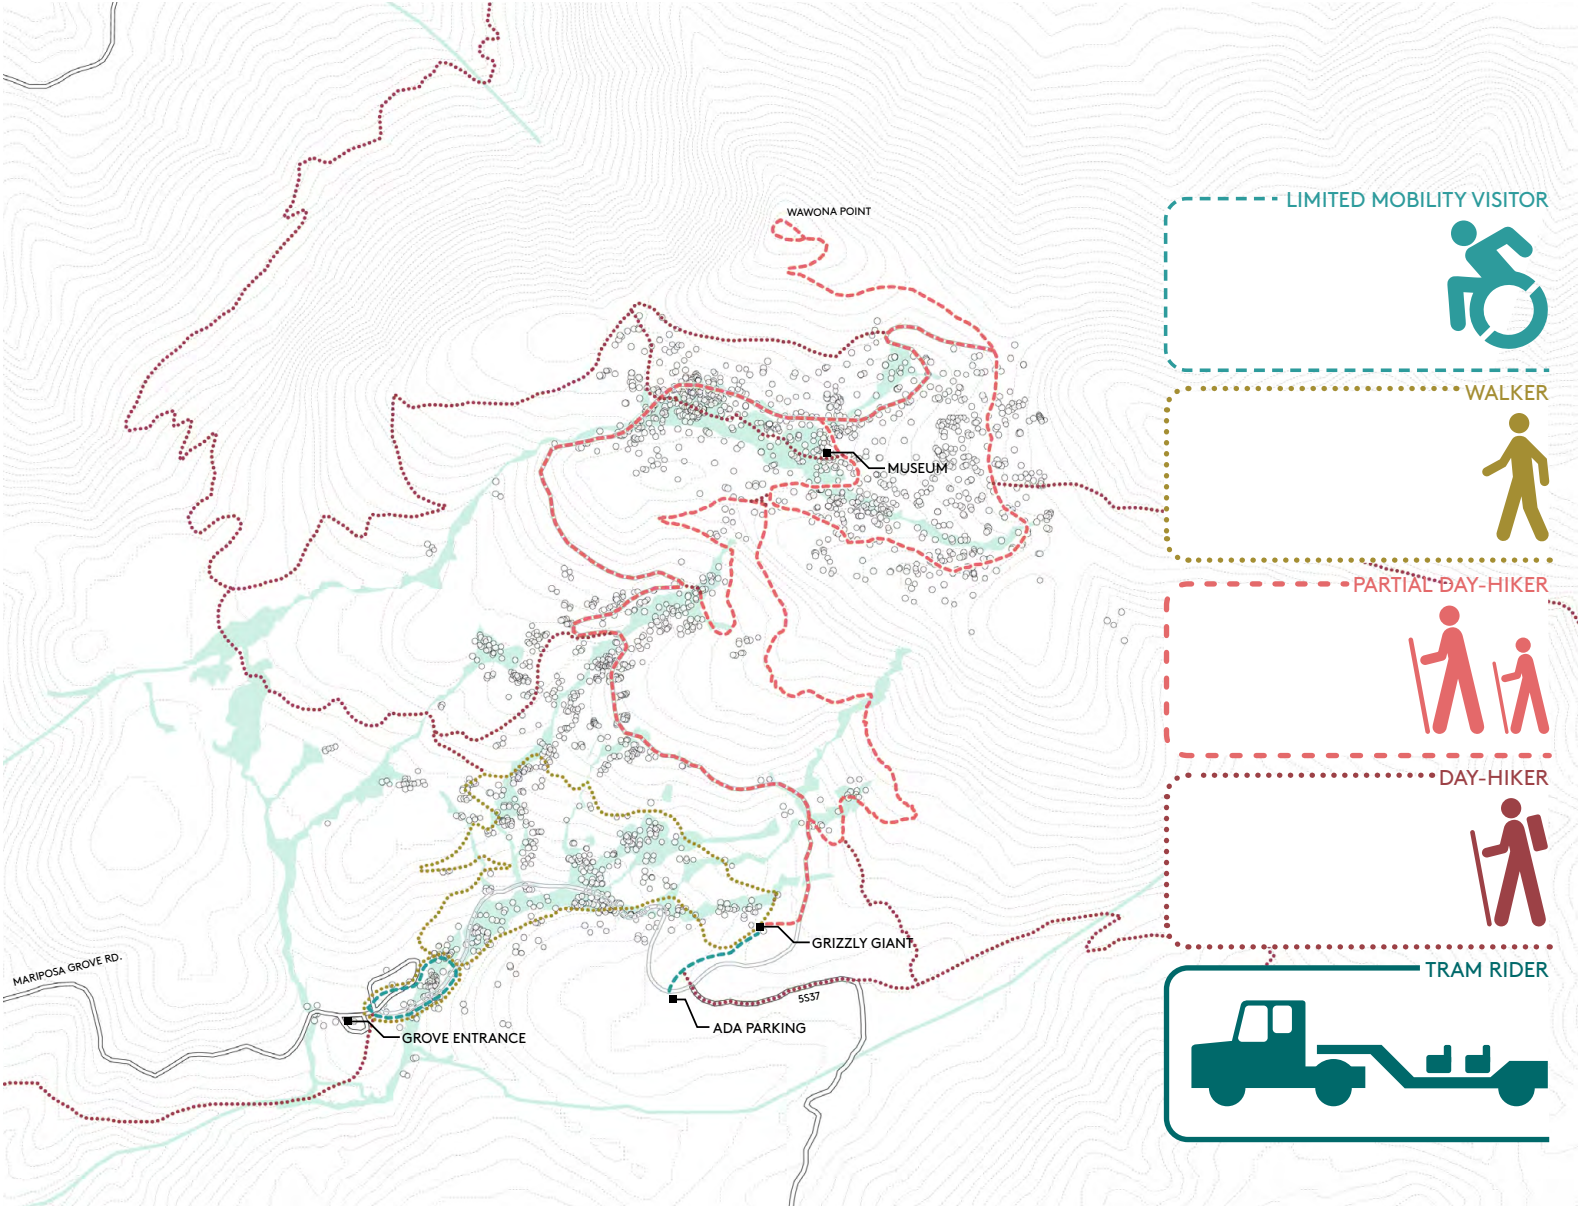 WAWONA POINT
LIMITED MOBILITY VISITOR
WALKER
MUSEUM
PARTIAL DAY-HIKER
DAY-HIKER
GRIZZLY GIANT
MARIPOSA GROVE RD.
TRAM RIDER
5S37
ADA PARKING
GROVE ENTRANCE